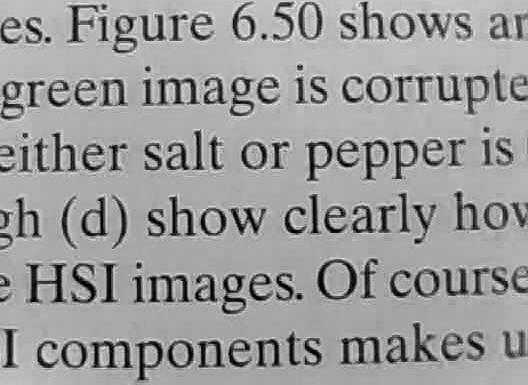 es. Figure 6.50 shows ar
green image is corrupte
either salt or pepper is
gh (d) show clearly how
e HSI images. Of course
I components makes u